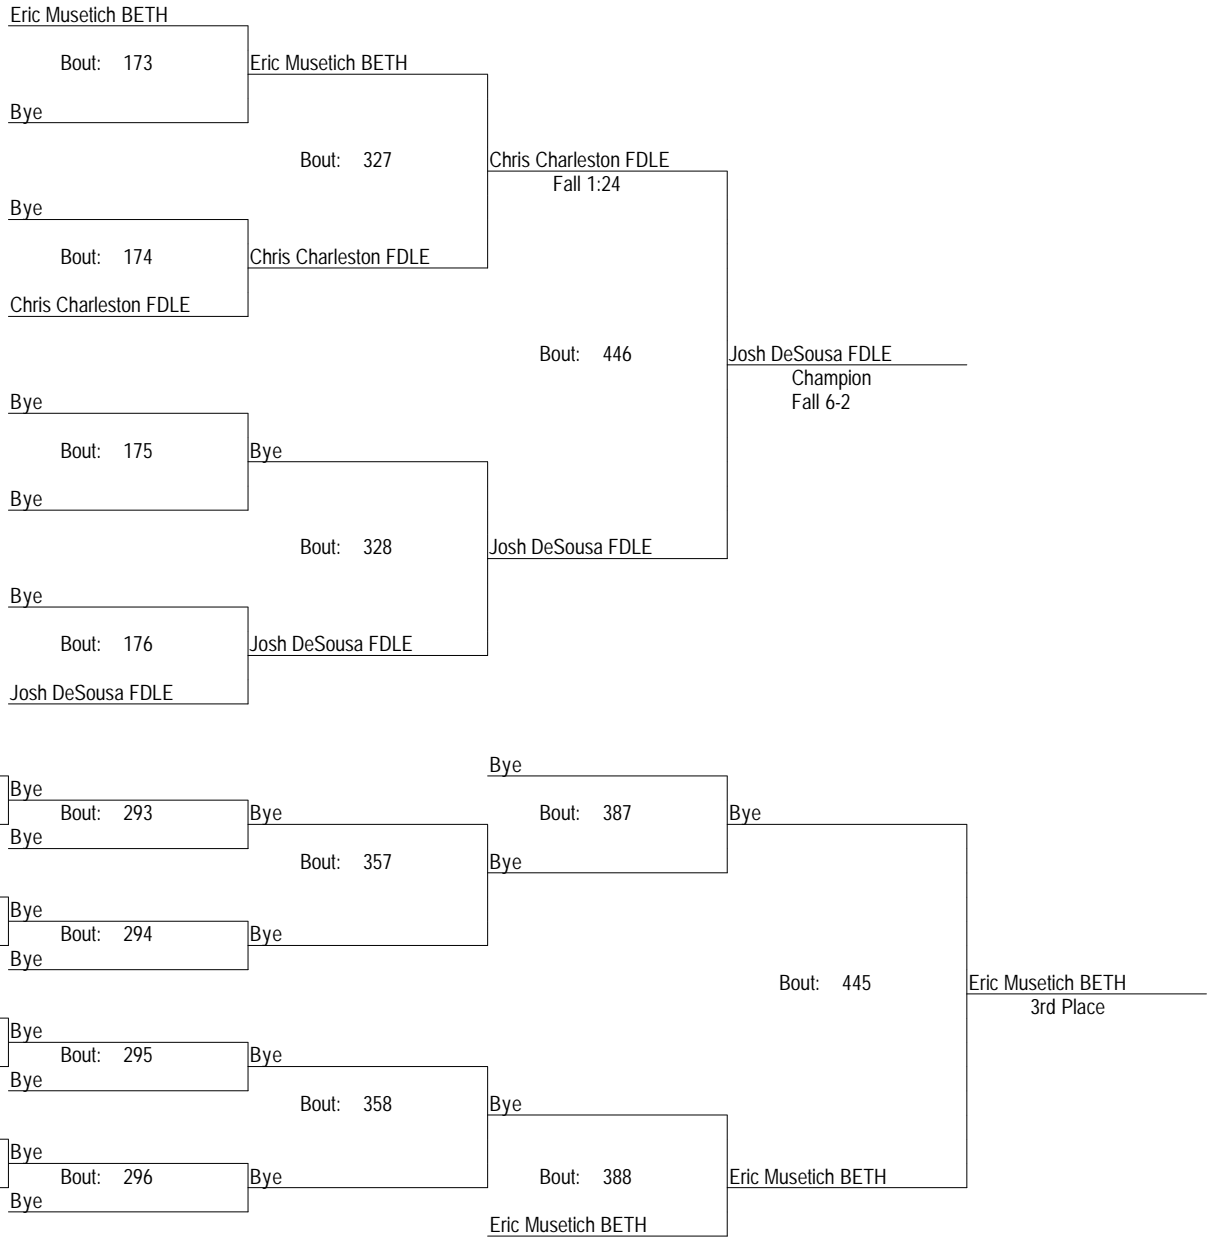 Eric Musetich BETH
Bout: 173 Eric Musetich BETH
Bye
Bout: 327 Chris Charleston FDLE
Fall 1:24
Bye
Bout: 174 Chris Charleston FDLE
Chris Charleston FDLE
Bout: 446 Josh DeSousa FDLE
Champion
Bye
Fall 6-2
Bout: 175 Bye
Bye
Bout: 328 Josh DeSousa FDLE
Bye
Bout: 176 Josh DeSousa FDLE
Josh DeSousa FDLE
Bye
Bye
Bout: 293 Bye Bout: 387 Bye
Bye
Bout: 357 Bye
Bye
Bout: 294 Bye
Bye
Bout: 445 Eric Musetich BETH
3rd Place
Bye
Bout: 295 Bye
Bye
Bout: 358 Bye
Bye
Bout: 296 Bye Bout: 388 Eric Musetich BETH
Bye
Eric Musetich BETH